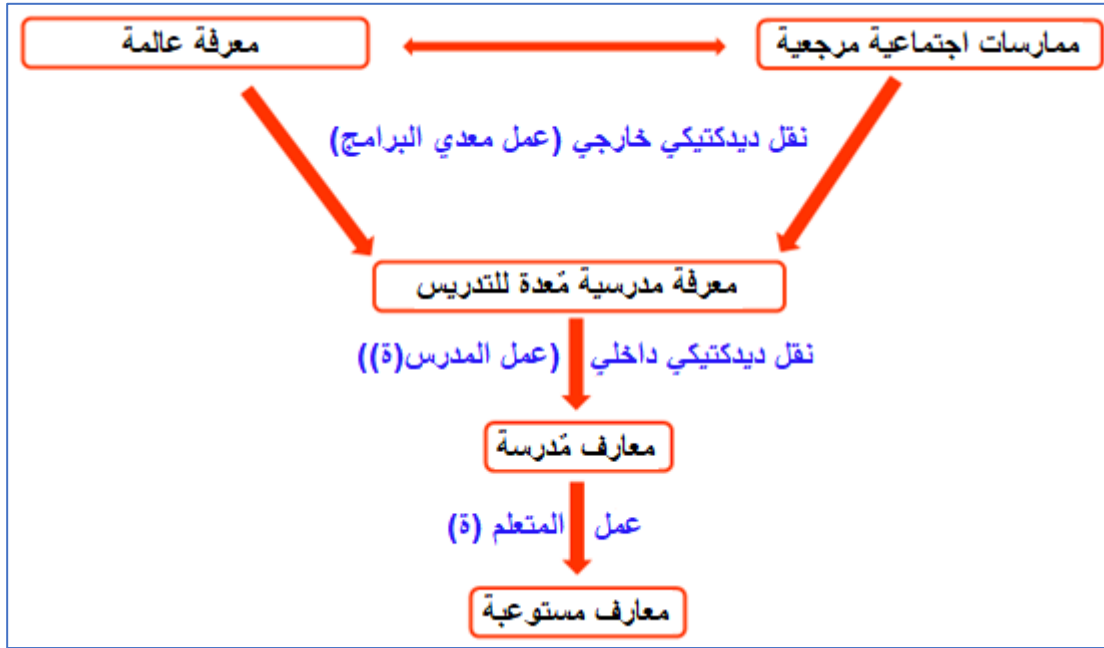 ممارسات اجتماعية مرجعية
معرفة عالمة
نقل ديدكتيكي خارجي (عمل معدي البرامج)
معرفة مدرسية مُعدة للتدريس
نقل ديدكتيكي داخلي (عمل المدرس(ة))
معارف مُدرسة
عمل المتعلم (ة)
معارف مستوعبة